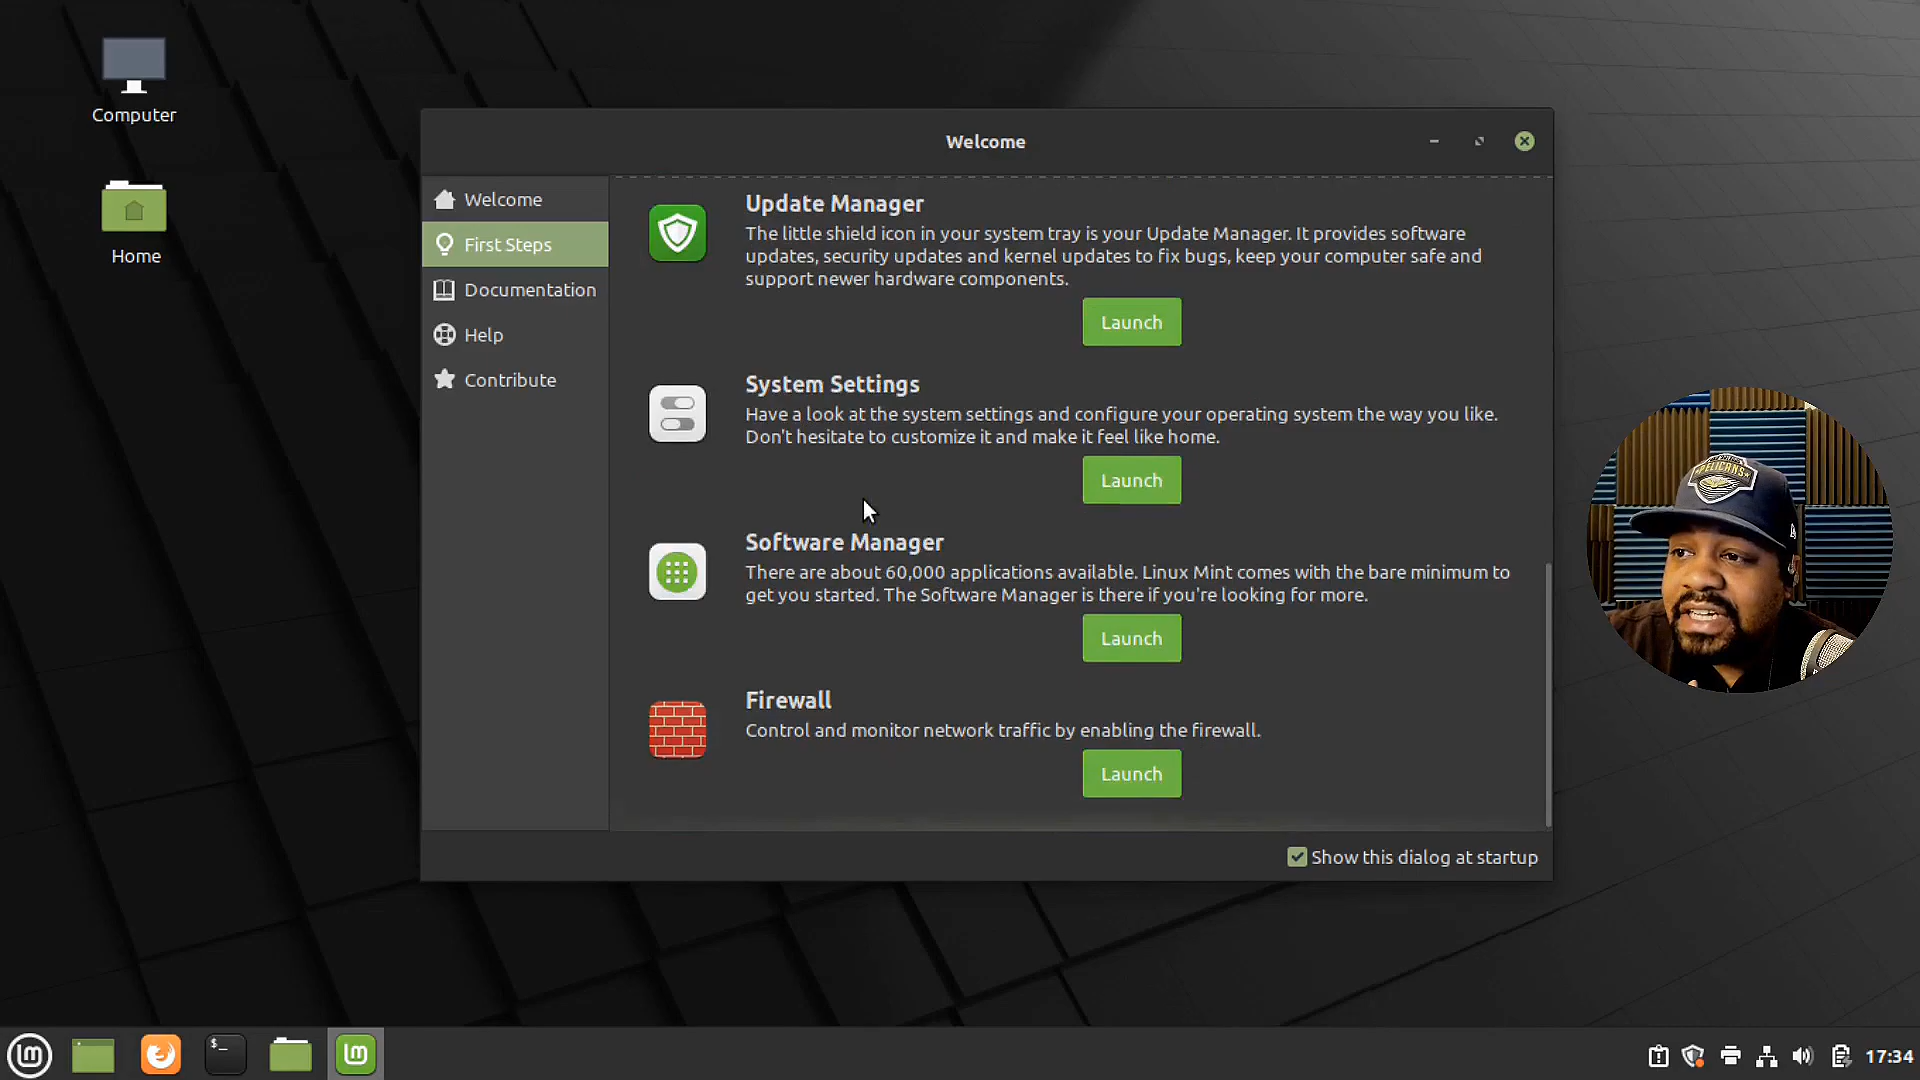 Computer
Home
Welcome
Welcome
First Steps
Documentation
Help
Contribute
Update Manager
The little shield icon in your system tray is your Update Manager. It provides software
updates, security updates and kernel updates to fix bugs, keep your computer safe and
support newer hardware components.
Launch
System Settings
Have a look at the system settings and configure your operating system the way you like.
Don't hesitate to customize it and make it feel like home.
Launch
Software Manager
There are about 60,000 applications available. Linux Mint comes with the bare minimum to
get you started. The Software Manager is there if you're looking for more.
Launch
Firewall
Control and monitor network traffic by enabling the firewall.
Launch
Show this dialog at startup
PELICANS
$_
17:34